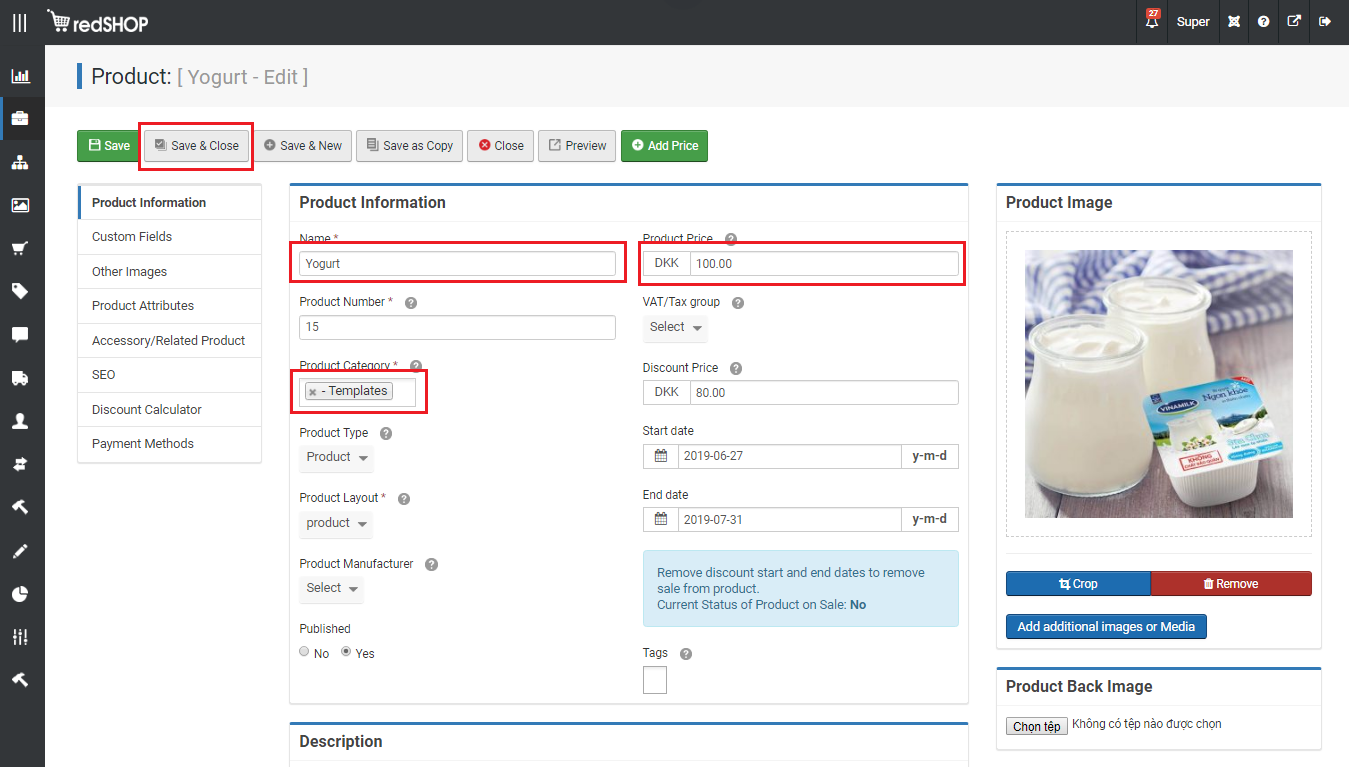 redSHOP
27
Super
Product: [ Yogurt - Edit ]
Save
Save & Close
Save & New
Save as Copy
Close
Preview
Add Price
Product Information
Custom Fields
Other Images
Product Attributes
Accessory/Related Product
SEO
Discount Calculator
Payment Methods
Product Information
Name *
Yogurt
Product Number *
15
Product Category *
- Templates
Product Type
Product
Product Layout *
product
Product Manufacturer
Select
Published
No
Yes
Product Price
DKK
100.00
VAT/Tax group
Select
Discount Price
DKK
80.00
Start date
2019-06-27
y-m-d
End date
2019-07-31
y-m-d
Remove discount start and end dates to remove
sale from product.
Current Status of Product on Sale: No
Tags
Description
Product Image
VINAMILK
Ngon khỏe
KHÔNG
Crop
Remove
Add additional images or Media
Product Back Image
Chọn tệp
Không có tệp nào được chọn